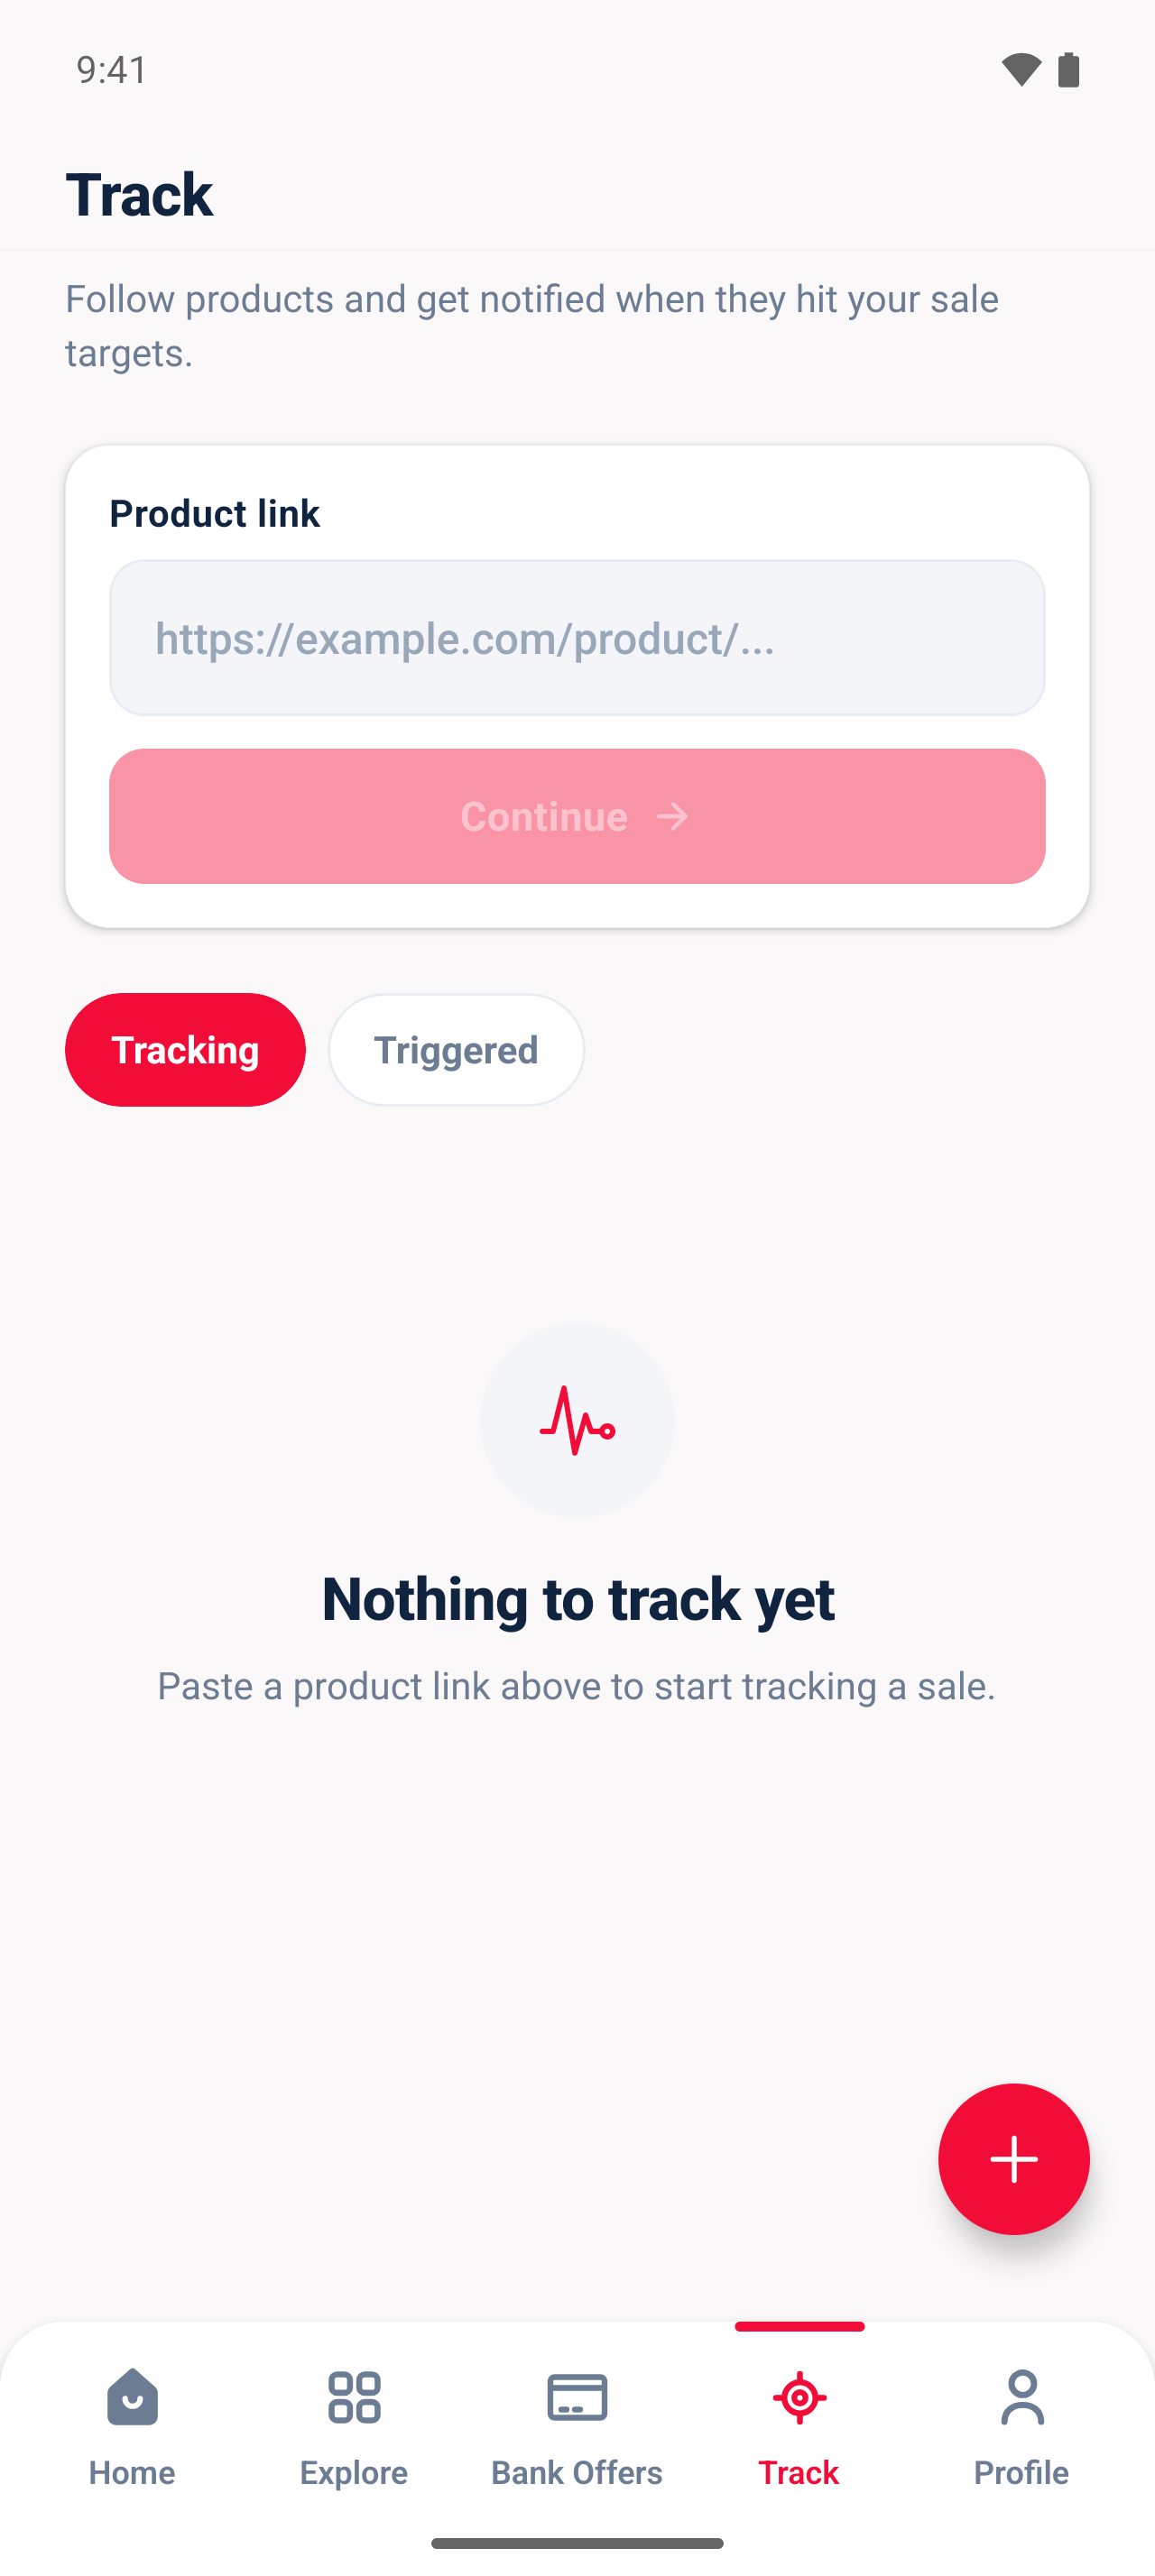 9:41
Track
Follow products and get notified when they hit your sale
targets.
Product link
https://example.com/product/...
Continue
Tracking
Triggered
Nothing to track yet
Paste a product link above to start tracking a sale.
Home
Explore
Bank Offers
Track
Profile